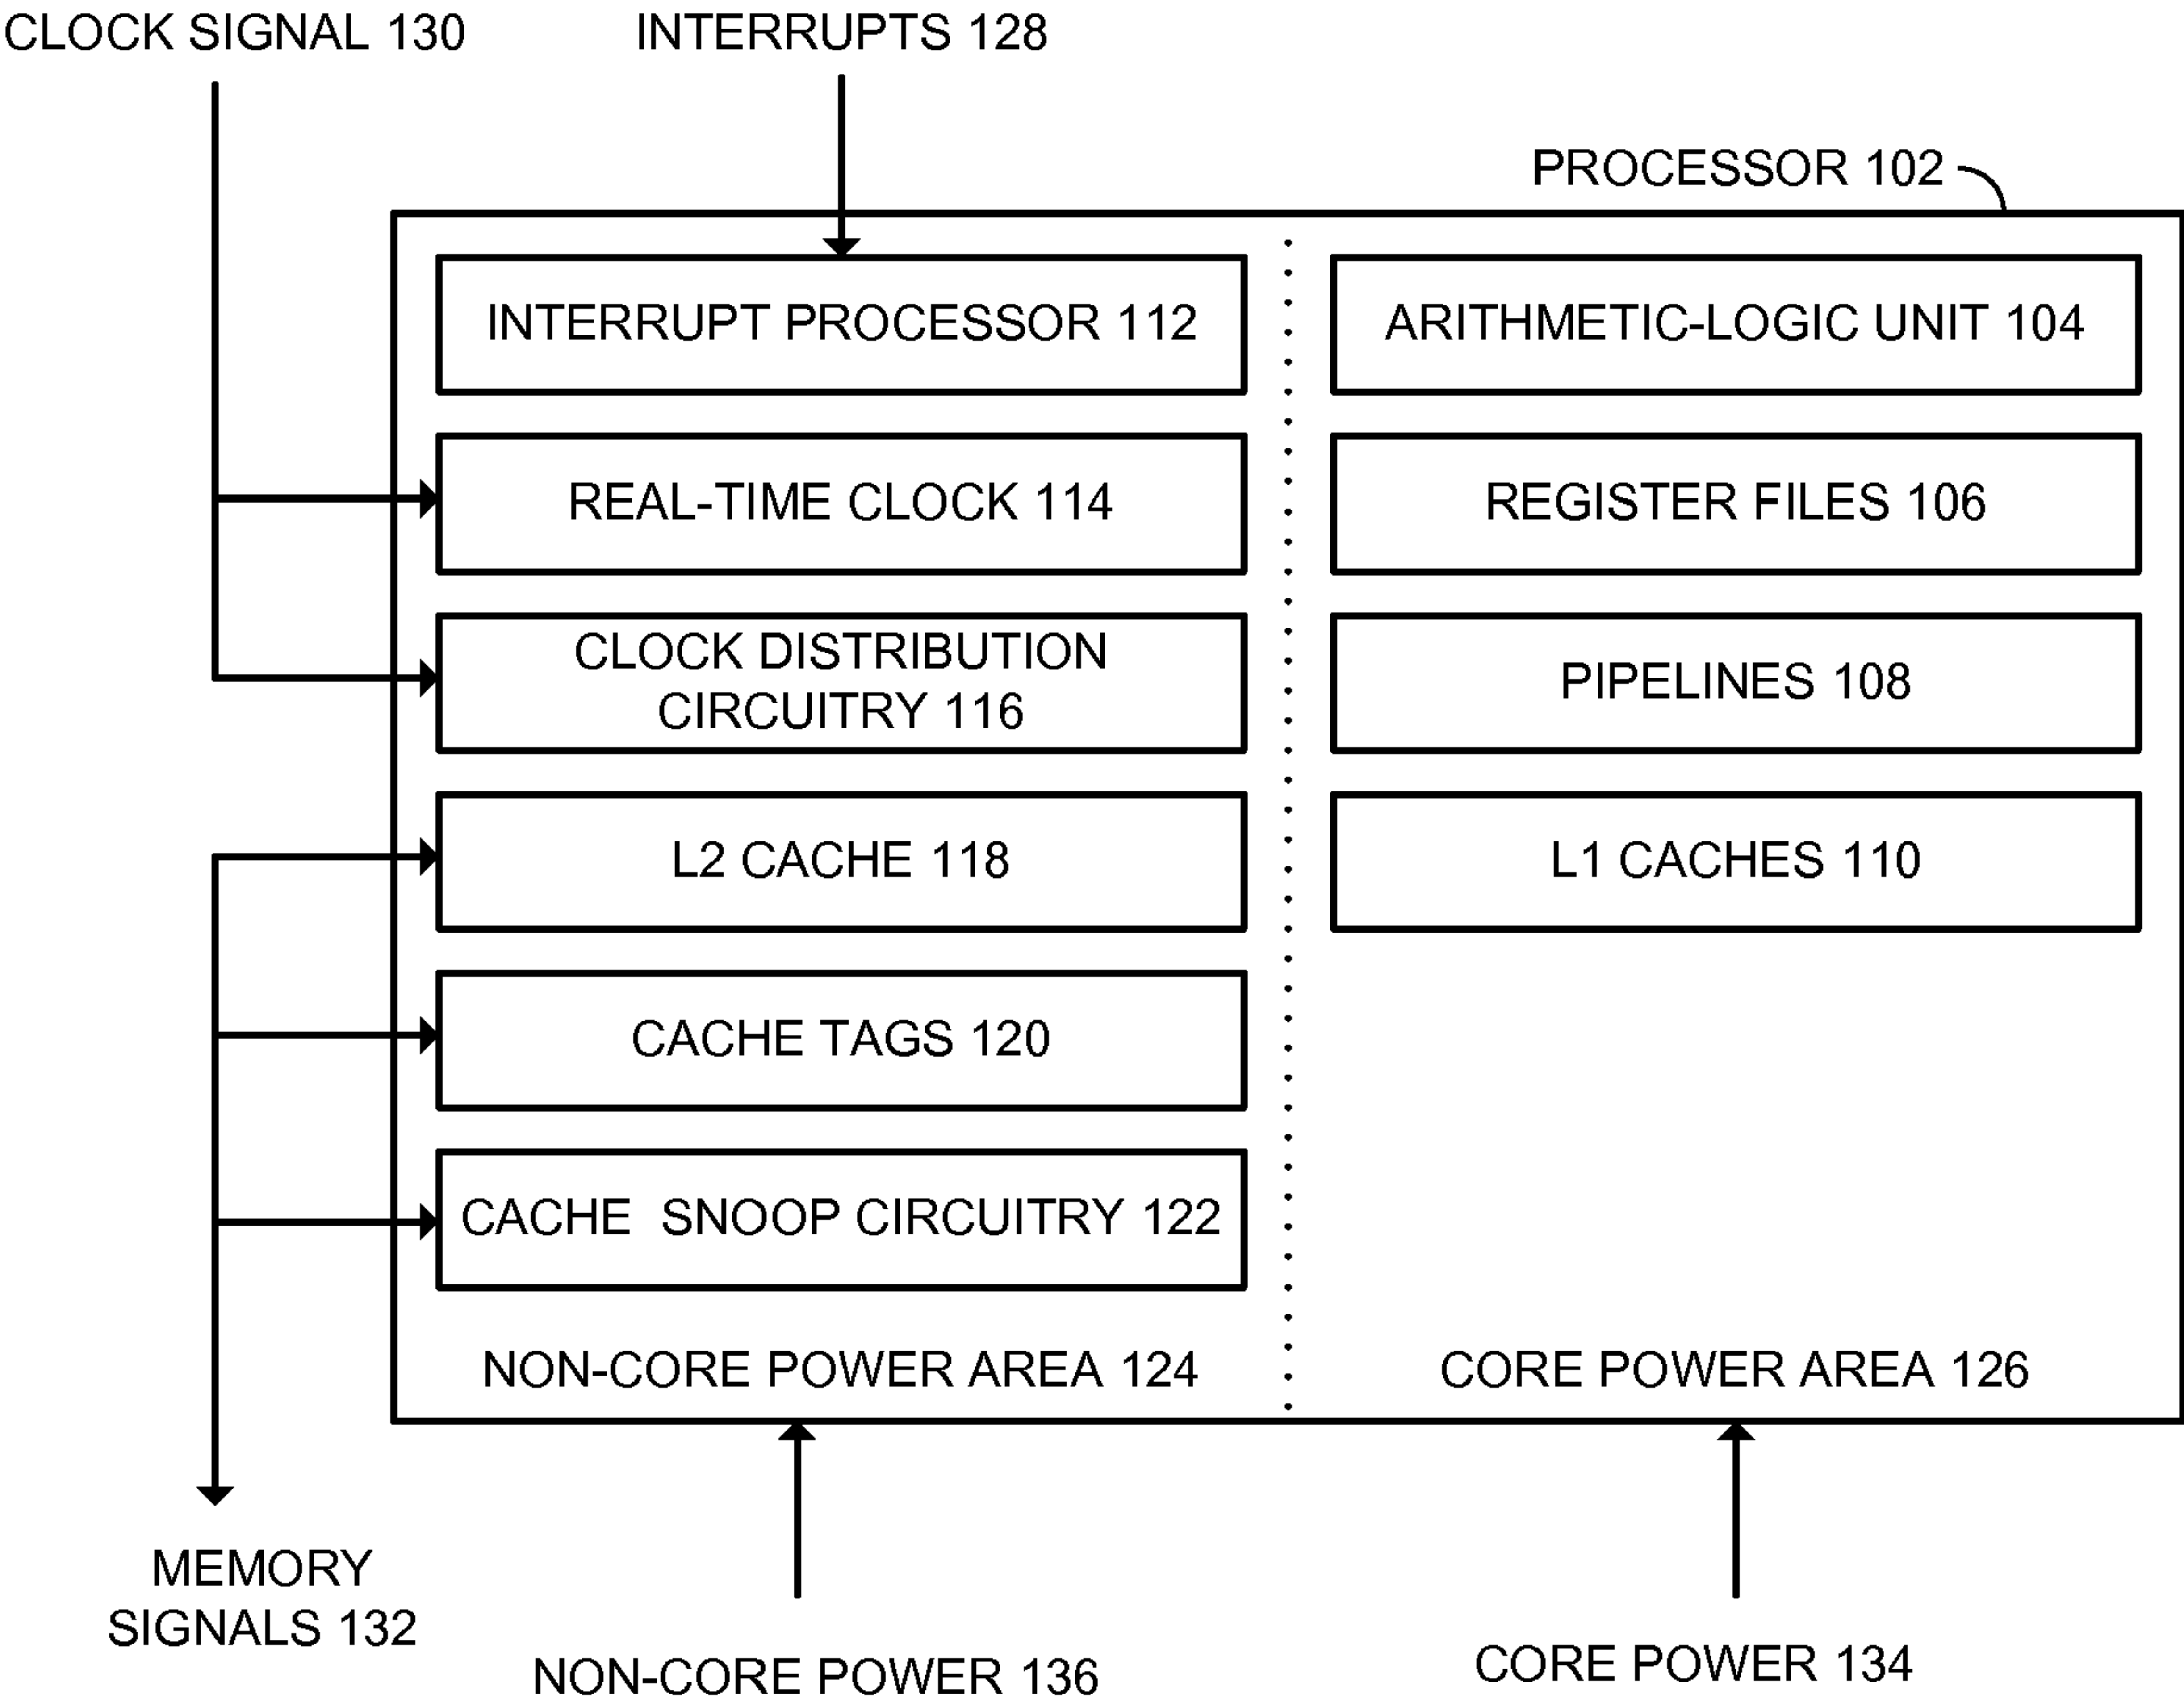 CLOCK SIGNAL 130
INTERRUPTS 128
PROCESSOR 102
INTERRUPT PROCESSOR 112
ARITHMETIC-LOGIC UNIT 104
REAL-TIME CLOCK 114
REGISTER FILES 106
CLOCK DISTRIBUTION
CIRCUITRY 116
PIPELINES 108
L2 CACHE 118
L1 CACHES 110
CACHE TAGS 120
CACHE  SNOOP CIRCUITRY 122
NON-CORE POWER AREA 124
CORE POWER AREA 126
MEMORY
SIGNALS 132
NON-CORE POWER 136
CORE POWER 134